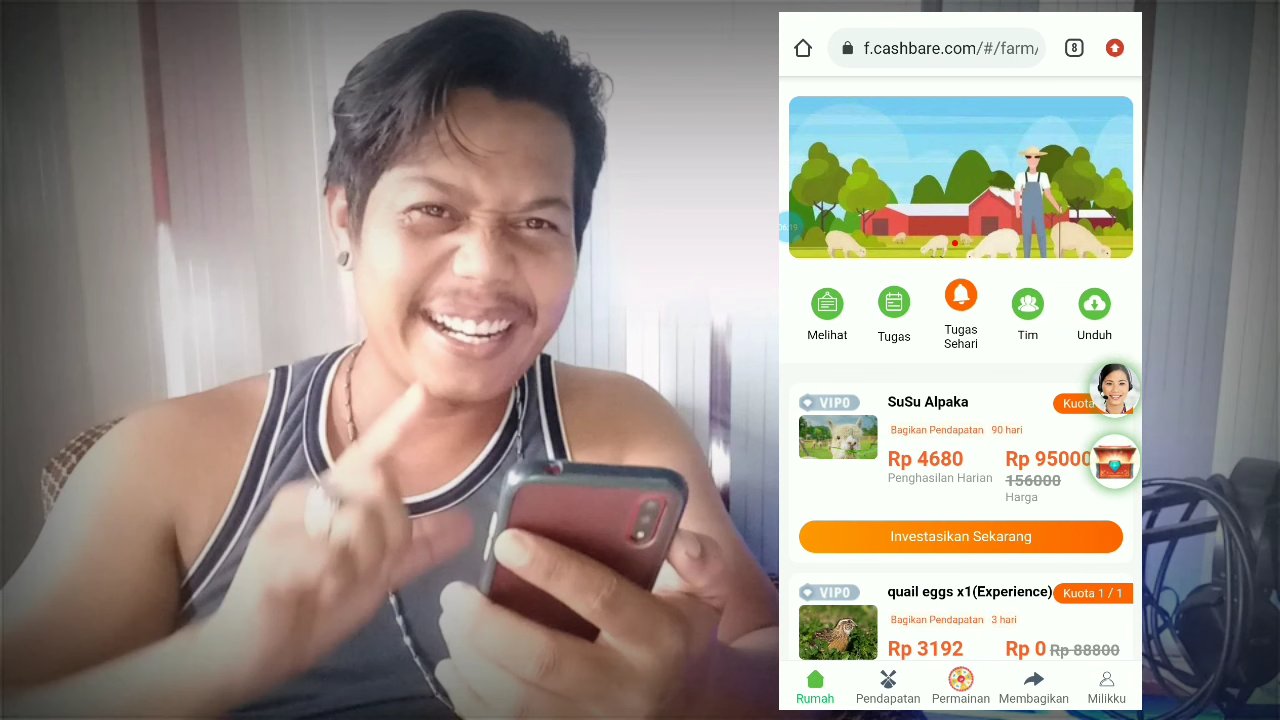 f.cashbare.com/#/farm/
8
06:19
Melihat
Tugas
Tugas
Sehari
Tim
Unduh
VIP0
SuSu Alpaka
Kuota
Bagikan Pendapatan 90 hari
Rp 4680
Rp 95000
Penghasilan Harian
156000
Harga
Investasikan Sekarang
VIP0
quail eggs x1(Experience)
Kuota 1 / 1
Bagikan Pendapatan 3 hari
Rp 3192
Rp 0 Rp 88800
Rumah
Pendapatan
Permainan
Membagikan
Milikku